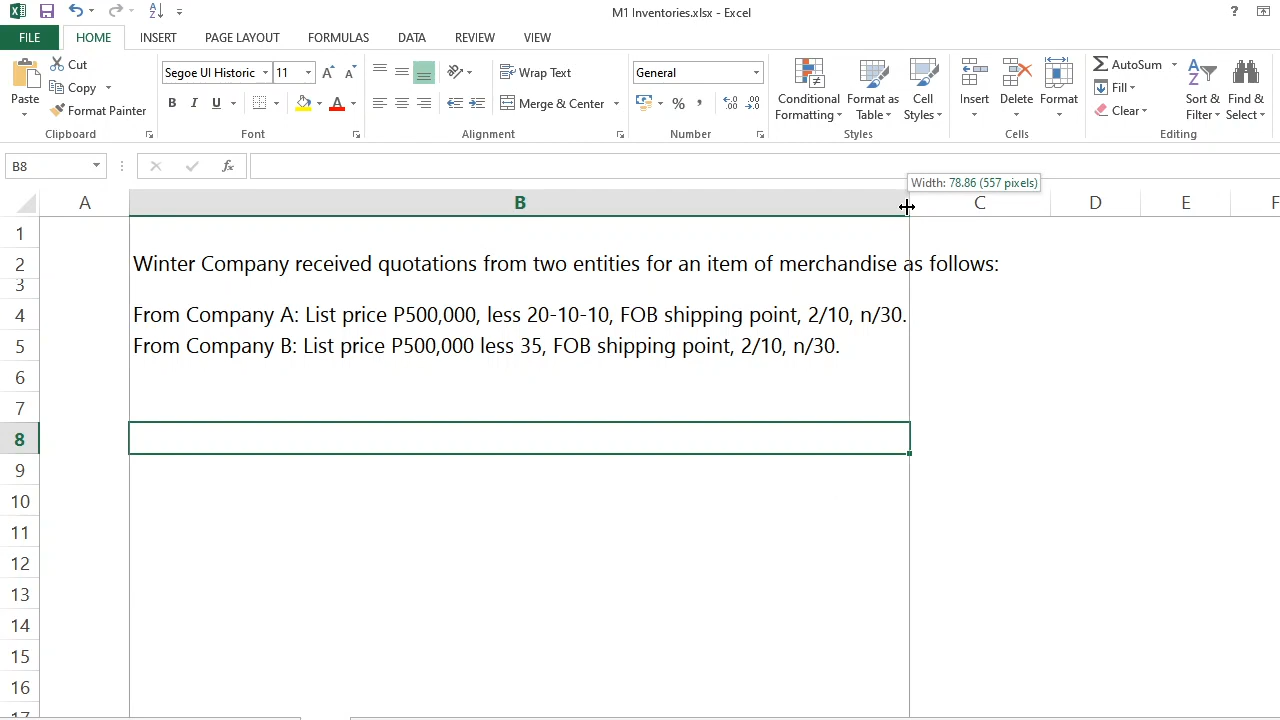 M1 Inventories.xlsx - Excel
?
FILE HOME INSERT PAGE LAYOUT FORMULAS DATA REVIEW VIEW
Paste
Cut
Copy
Format Painter
Clipboard
Segoe UI Historic 11
B I U
Font
Wrap Text
Merge & Center
Alignment
General
%
Number
Conditional Formatting
Format as Table
Cell Styles
Styles
Insert Delete Format
Cells
AutoSum
Fill
Clear
Sort & Filter
Find & Select
Editing
B8
fx
Width: 78.86 (557 pixels)
A B C D E F
1
2 Winter Company received quotations from two entities for an item of merchandise as follows:
3
4 From Company A: List price P500,000, less 20-10-10, FOB shipping point, 2/10, n/30.
5 From Company B: List price P500,000 less 35, FOB shipping point, 2/10, n/30.
6
7
8
9
10
11
12
13
14
15
16
17